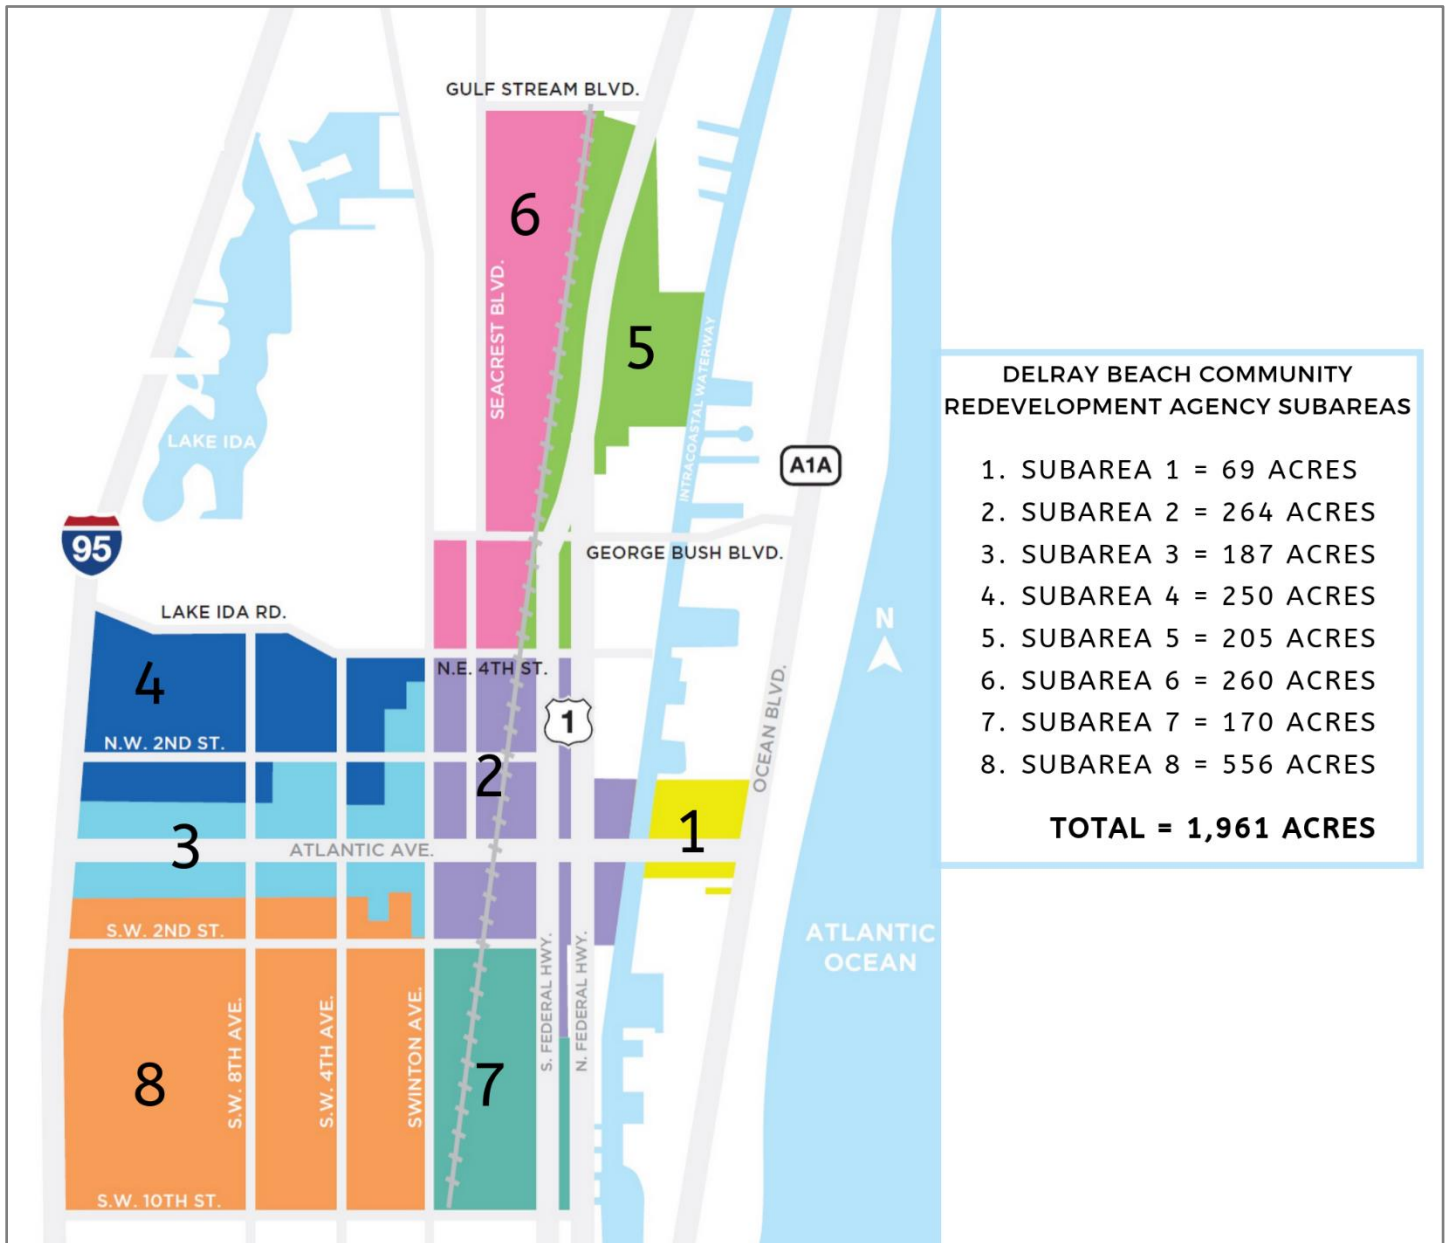 GULF STREAM BLVD.
6
SEACREST BLVD.
5
INTRACOASTAL WATERWAY
LAKE IDA
A1A
95
GEORGE BUSH BLVD.
LAKE IDA RD.
N
4
N.E. 4TH ST.
1
N.W. 2ND ST.
2
OCEAN BLVD.
3
ATLANTIC AVE.
1
S.W. 2ND ST.
ATLANTIC
OCEAN
8
S.W. 8TH AVE.
S.W. 4TH AVE.
SWINTON AVE.
7
S. FEDERAL HWY.
N. FEDERAL HWY.
S.W. 10TH ST.
DELRAY BEACH COMMUNITY
REDEVELOPMENT AGENCY SUBAREAS
1. SUBAREA 1 = 69 ACRES
2. SUBAREA 2 = 264 ACRES
3. SUBAREA 3 = 187 ACRES
4. SUBAREA 4 = 250 ACRES
5. SUBAREA 5 = 205 ACRES
6. SUBAREA 6 = 260 ACRES
7. SUBAREA 7 = 170 ACRES
8. SUBAREA 8 = 556 ACRES
TOTAL = 1,961 ACRES